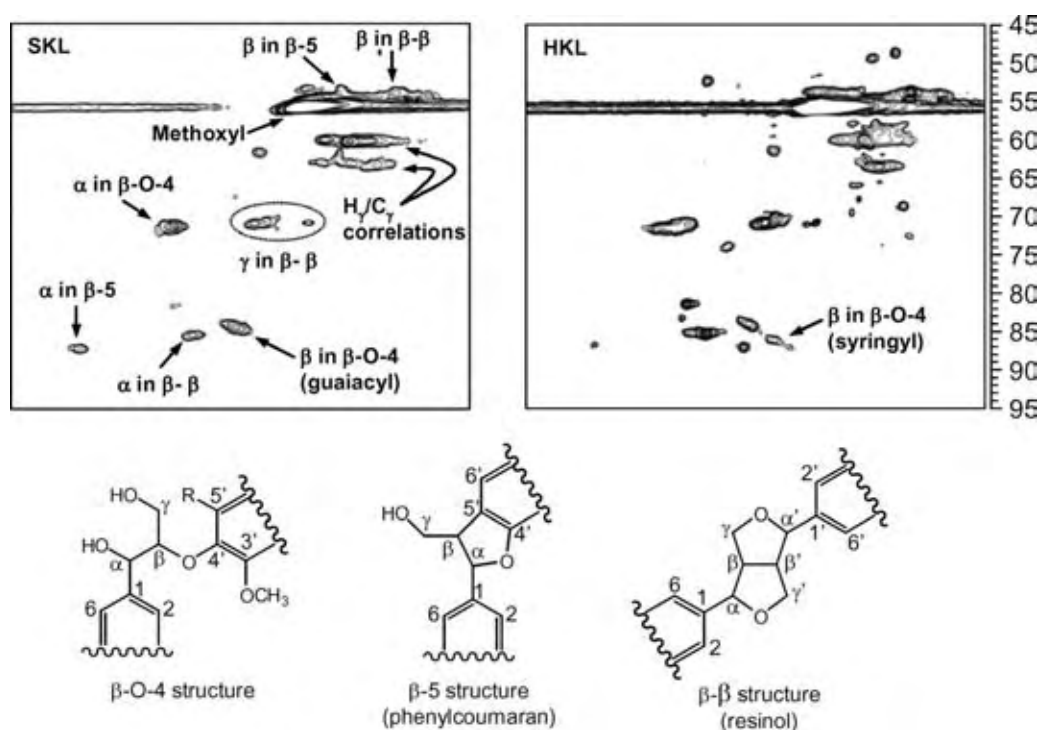 SKL
β in β-5
β in β-β
Methoxyl
α in β-O-4
Hγ/Cγ
correlations
γ in β- β
α in β-5
α in β- β
β in β-O-4
(guaiacyl)
HKL
β in β-O-4
(syringyl)
45
50
55
60
65
70
75
80
85
90
95
HO
γ
R
5'
HO
α
β
O
4'
3'
OCH3
1
6
2
β-O-4 structure
6'
5'
4'
HO
γ
β
α
O
1
6
2
β-5 structure
(phenylcoumaran)
2'
1'
6'
O
α'
γ
β
β'
γ'
6
1
α
O
2
β-β structure
(resinol)